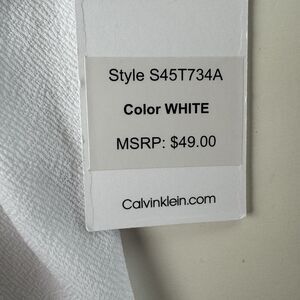 Style S45T734A
Color WHITE
MSRP: $49.00
Calvinklein.com